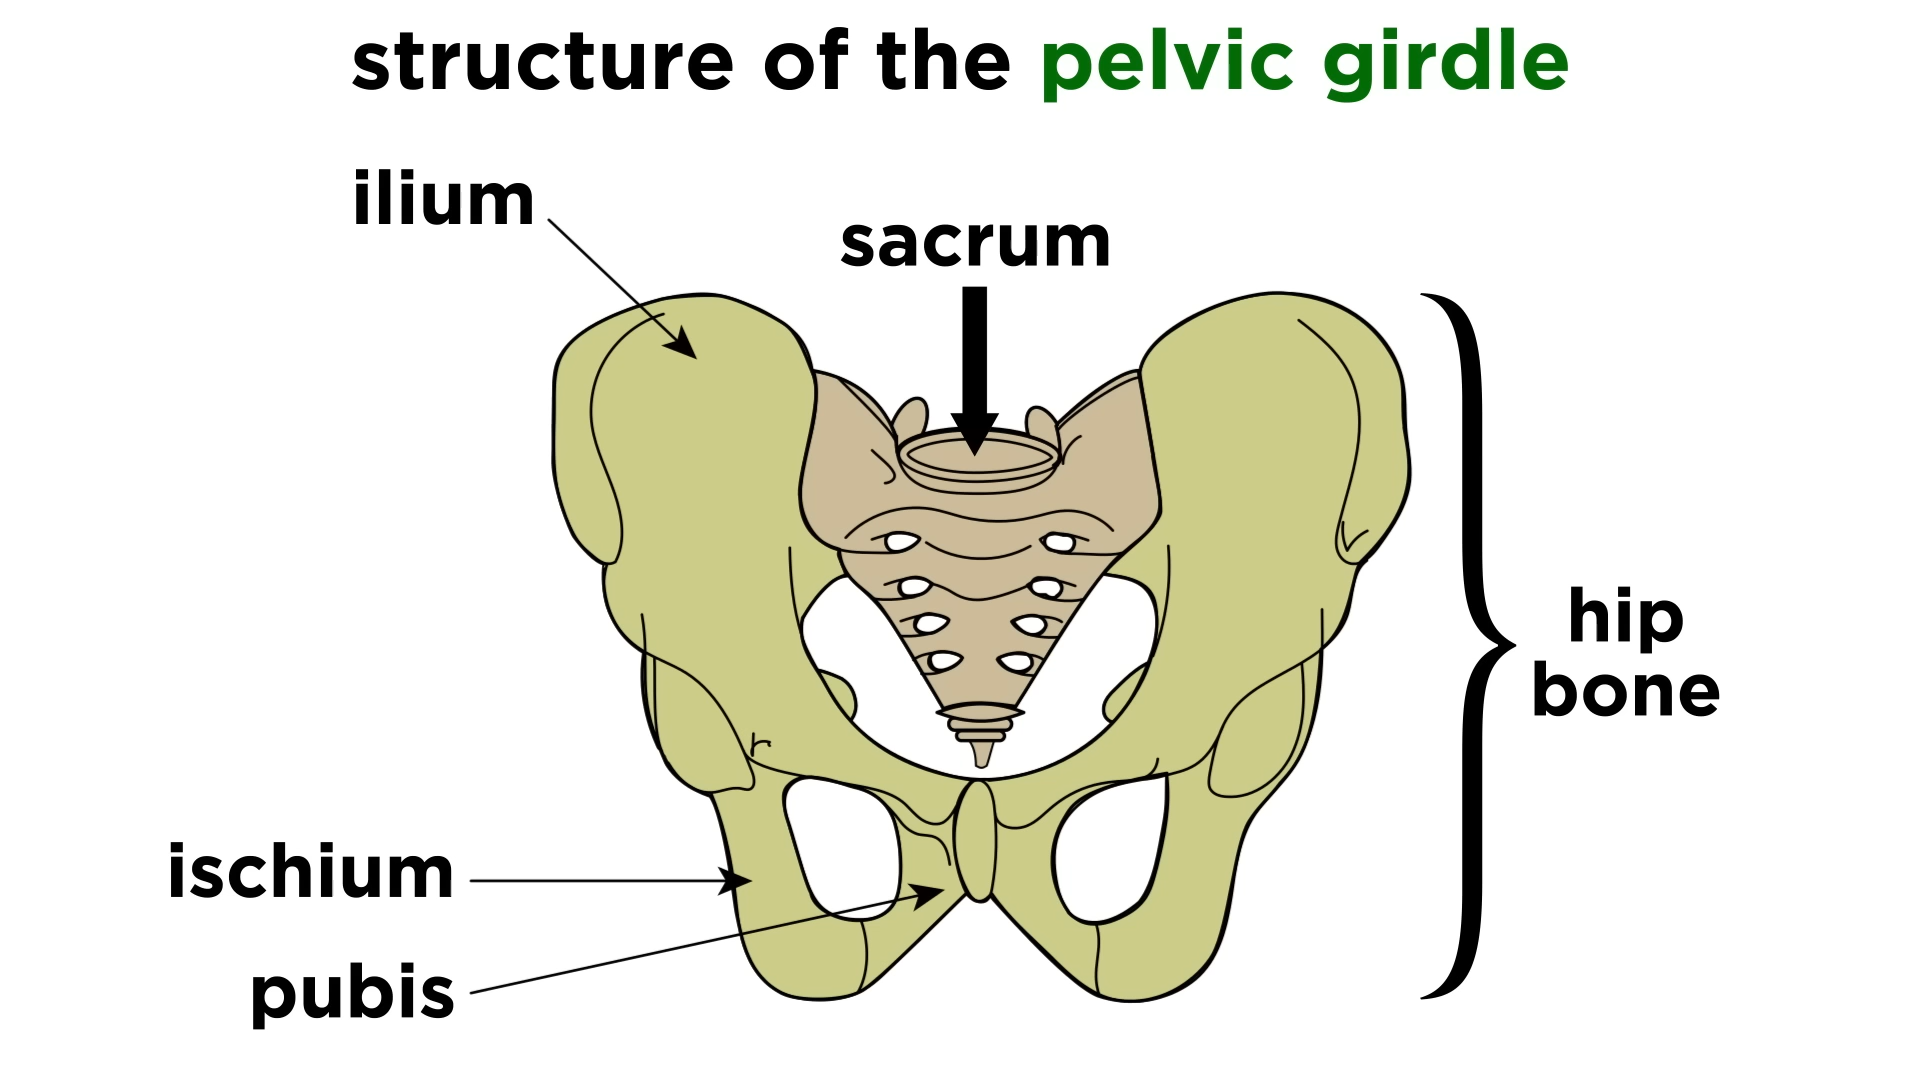 structure of the pelvic girdle
ilium
sacrum
hip
bone
ischium
pubis